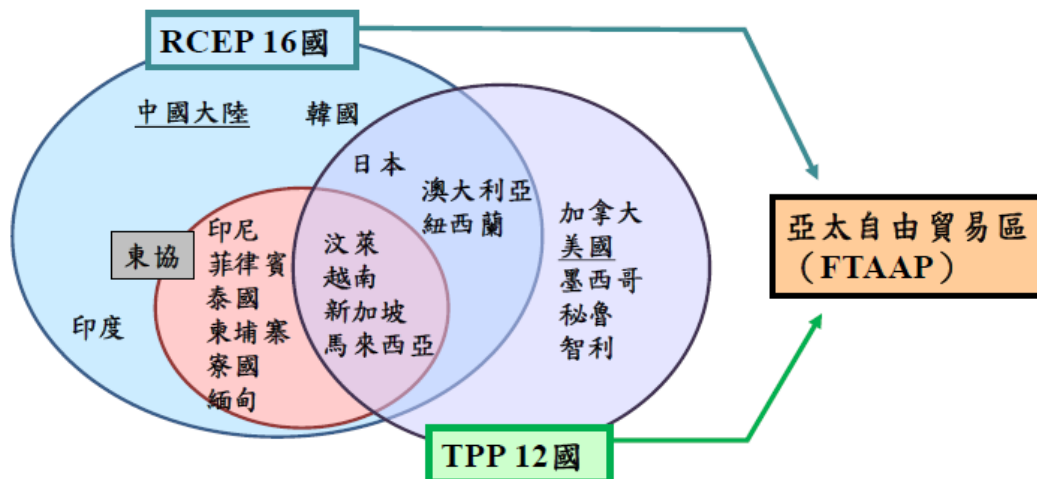 RCEP 16國
中國大陸
韓國
日本
澳大利亞
紐西蘭
加拿大
美國
墨西哥
秘魯
智利
亞太自由貿易區
（FTAAP）
東協
印尼
菲律賓
泰國
柬埔寨
寮國
緬甸
汶萊
越南
新加坡
馬來西亞
印度
TPP 12國